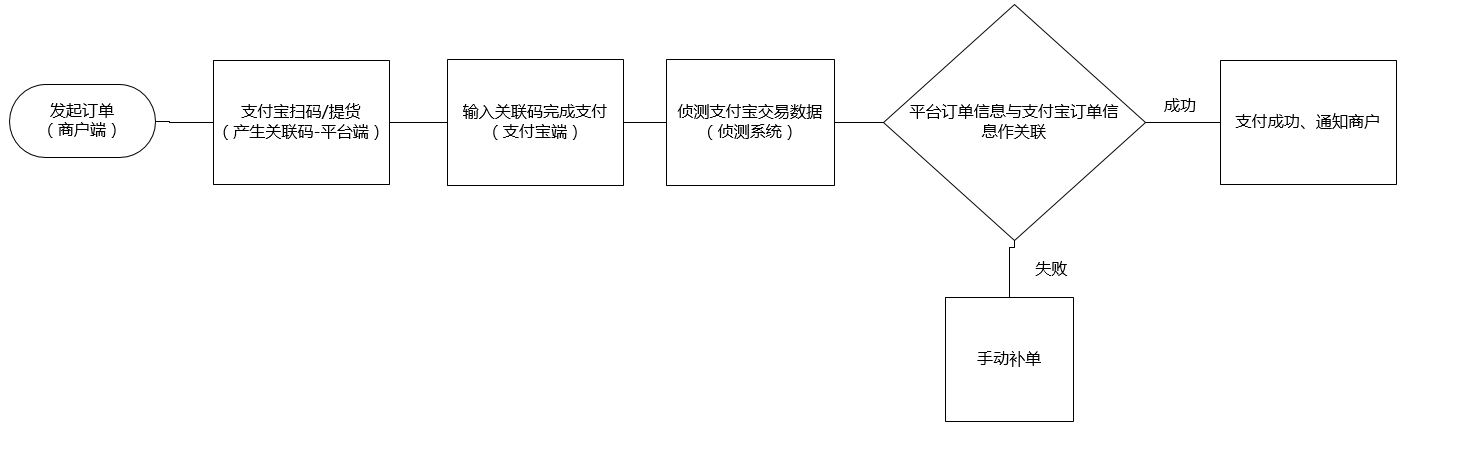 发起订单
（商户端）
支付宝扫码/提货
（产生关联码-平台端）
输入关联码完成支付
（支付宝端）
侦测支付宝交易数据
（侦测系统）
平台订单信息与支付宝订单信
息作关联
成功
支付成功、通知商户
失败
手动补单